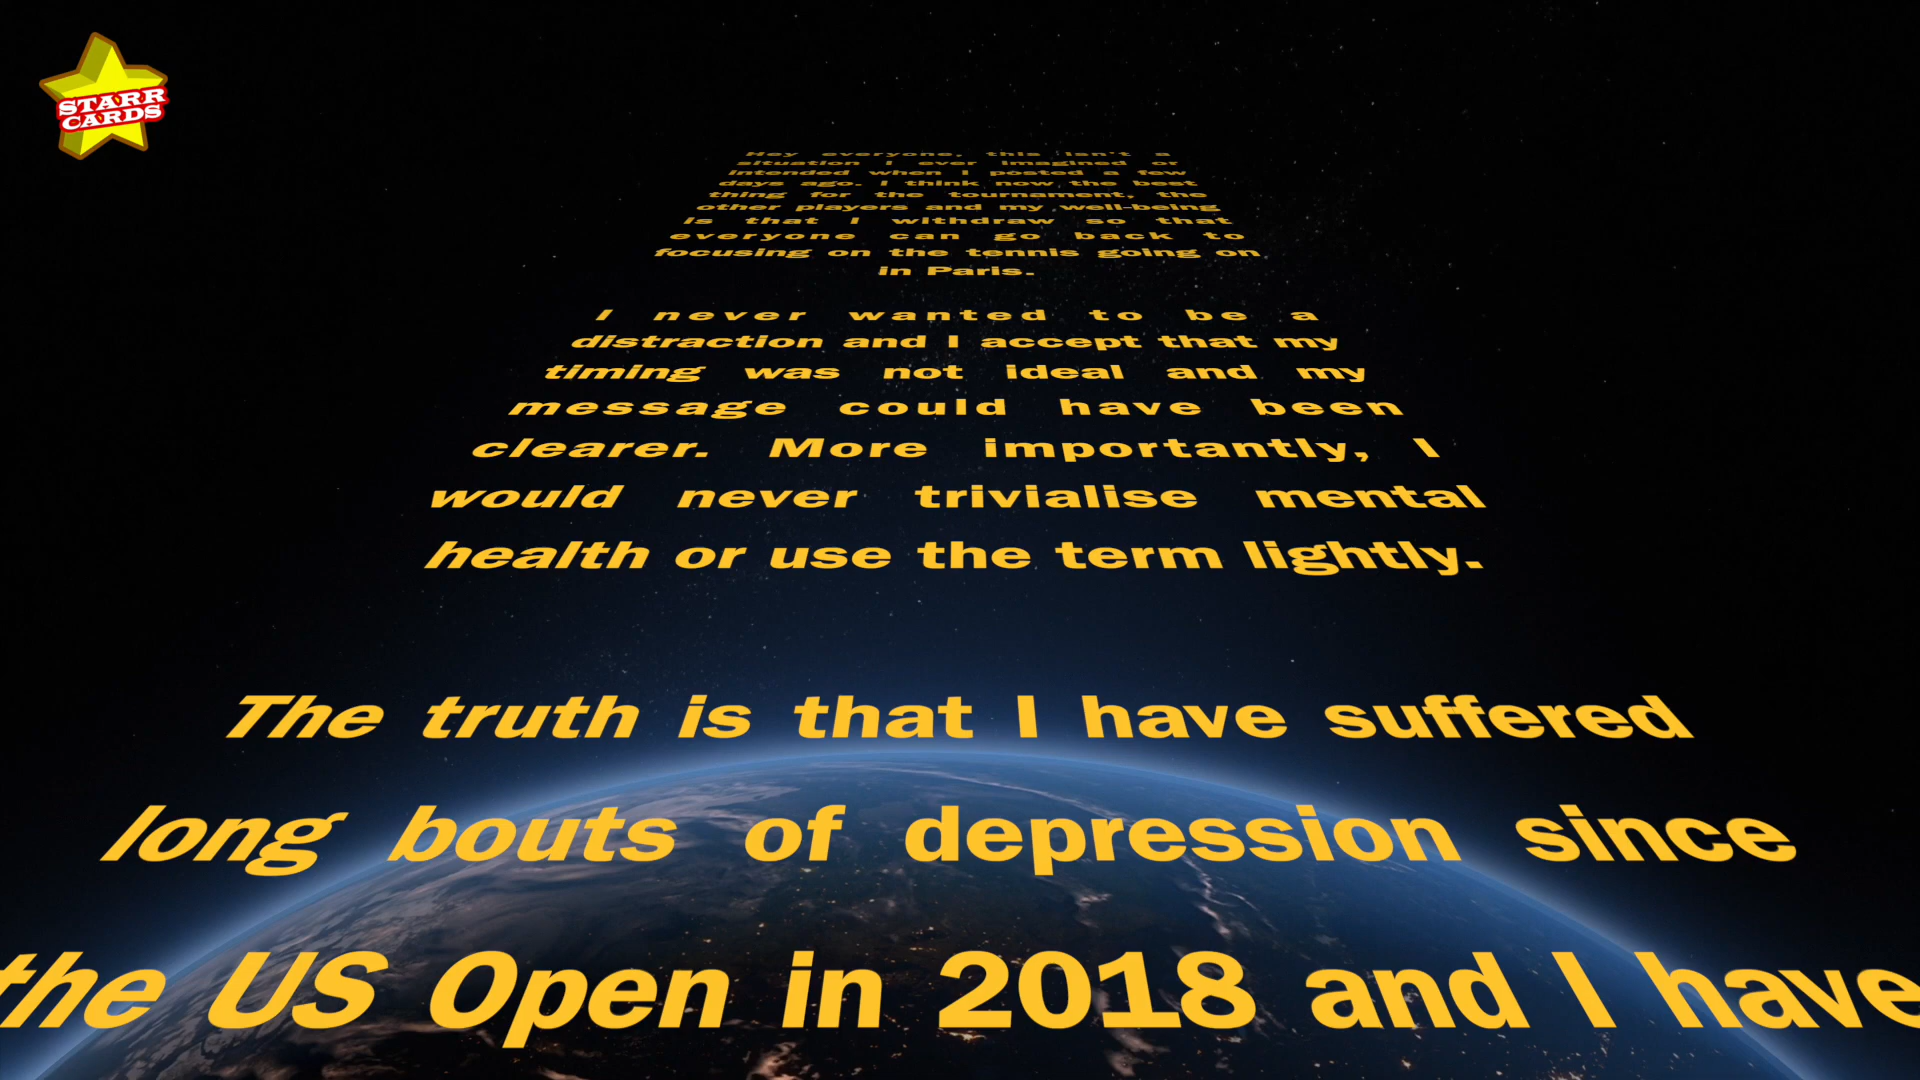 STARR
CARDS
Hey everyone, this isn't a
situation I ever imagined or
intended when I posted a few
days ago. I think now the best
thing for the tournament, the
other players and my well-being
is that I withdraw so that
everyone can go back to
focusing on the tennis going on
in Paris.
I never wanted to be a
distraction and I accept that my
timing was not ideal and my
message could have been
clearer. More importantly, I
would never trivialise mental
health or use the term lightly.
The truth is that I have suffered
long bouts of depression since
the US Open in 2018 and I have